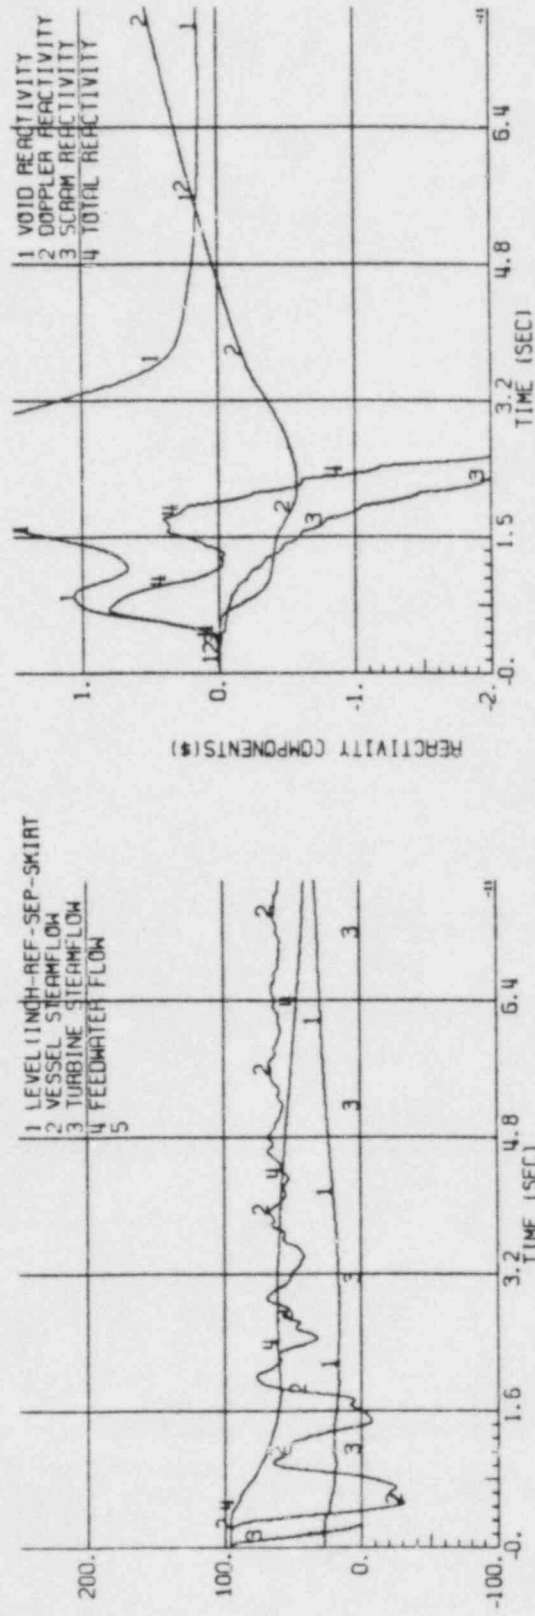 1 VOID REACTIVITY
2 DOPPLER REACTIVITY
3 SCRAM REACTIVITY
4 TOTAL REACTIVITY
1.
0.
-1.
-2.
REACTIVITY COMPONENTS($)
-0.
1.5
3.2
4.8
6.4
TIME (SEC)
1 LEVEL(INCH-REF-SEP-SKIRT
2 VESSEL STEAMFLOW
3 TURBINE STEAMFLOW
4 FEEDWATER FLOW
5
200.
100.
0.
-100.
-0.
1.6
3.2
4.8
6.4
TIME (SEC)